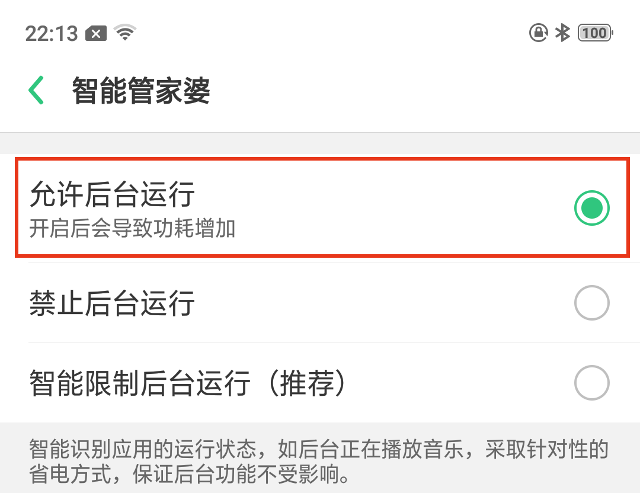 22:13
100
智能管家婆
允许后台运行
开启后会导致功耗增加
禁止后台运行
智能限制后台运行（推荐）
智能识别应用的运行状态，如后台正在播放音乐，采取针对性的
省电方式，保证后台功能不受影响。